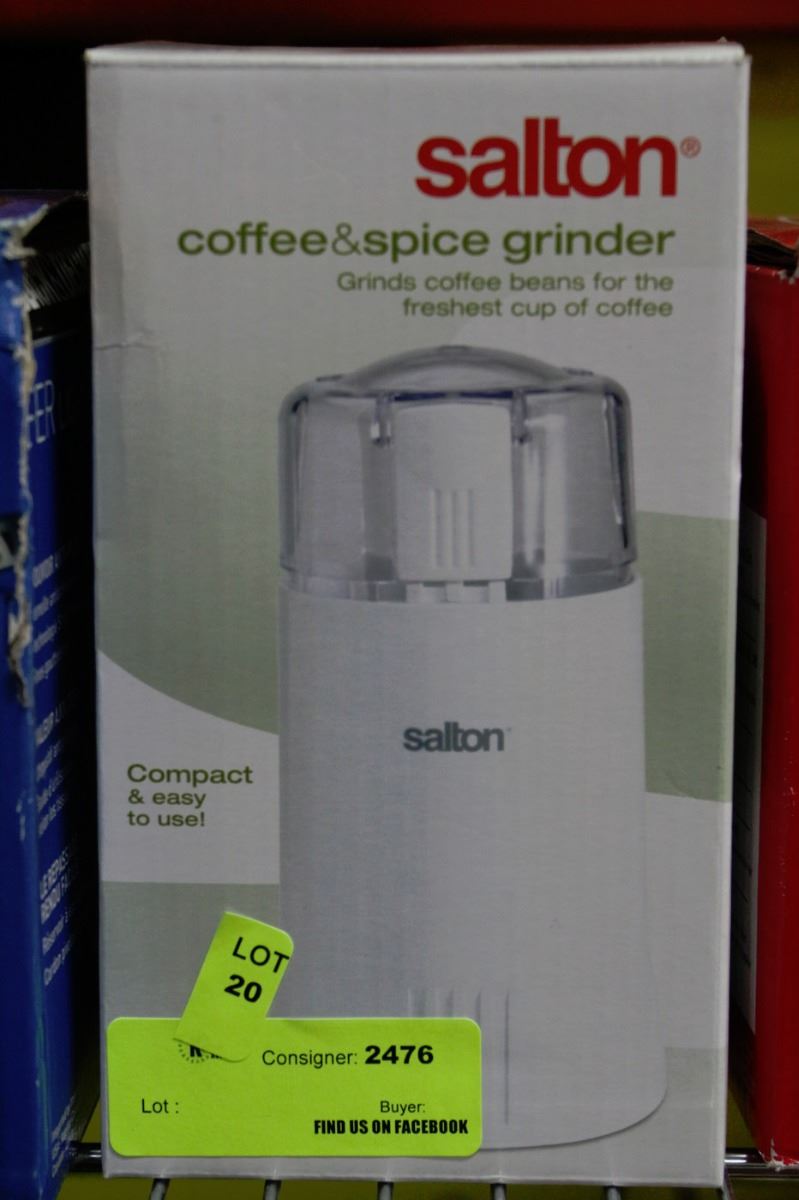 salton®
coffee&spice grinder
Grinds coffee beans for the
freshest cup of coffee
salton
Compact
& easy
to use!
LOT
20
Consigner: 2476
Lot :
Buyer:
FIND US ON FACEBOOK